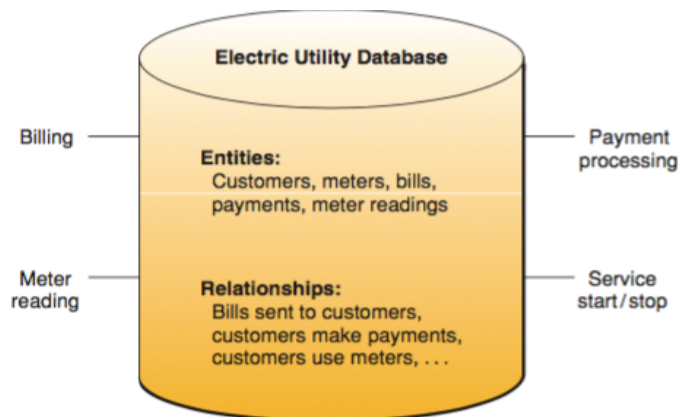 Electric Utility Database
Billing
Payment
processing
Entities:
Customers, meters, bills,
payments, meter readings
Meter
reading
Service
start/stop
Relationships:
Bills sent to customers,
customers make payments,
customers use meters, . . .